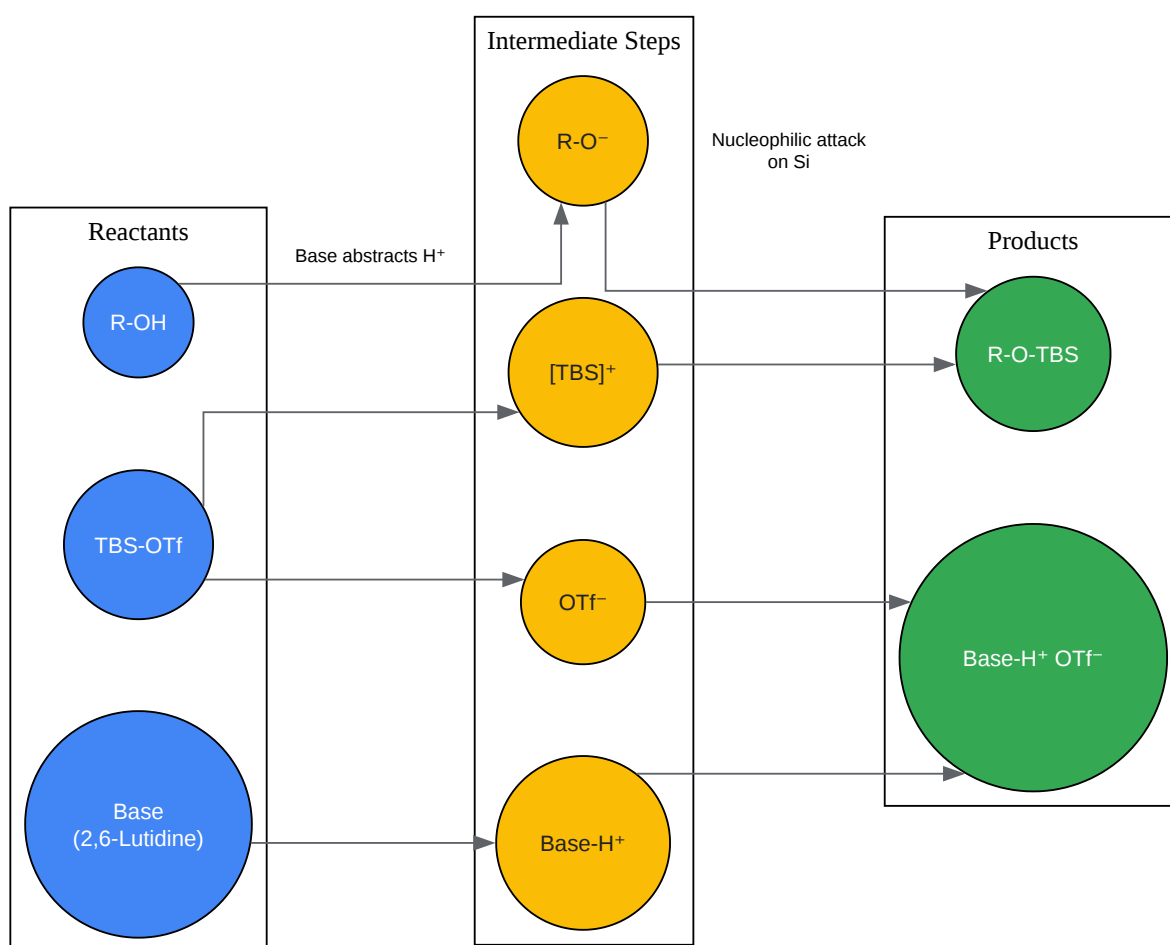 Intermediate Steps
R-O⁻
Nucleophilic attack
on Si
Reactants
Base abstracts H⁺
Products
R-OH
[TBS]⁺
R-O-TBS
TBS-OTf
OTf⁻
Base-H⁺ OTf⁻
Base
(2,6-Lutidine)
Base-H⁺